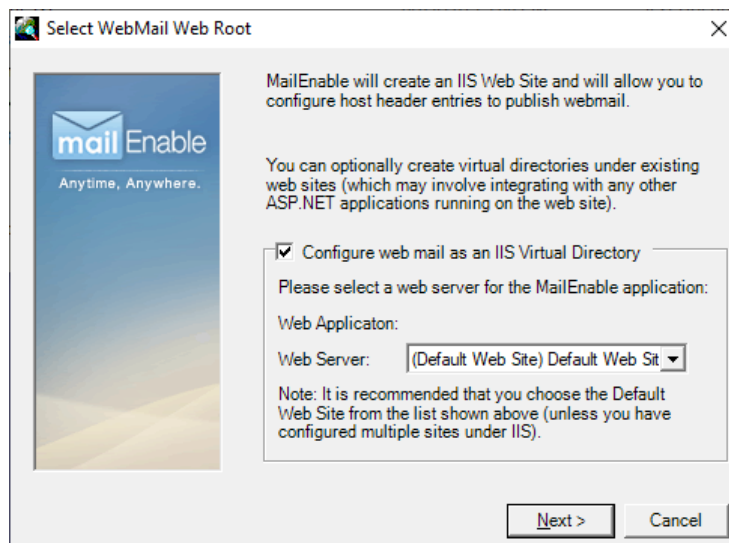 Select WebMail Web Root
mail Enable
Anytime, Anywhere.
MailEnable will create an IIS Web Site and will allow you to
configure host header entries to publish webmail.
You can optionally create virtual directories under existing
web sites (which may involve integrating with any other
ASP.NET applications running on the web site).
Configure web mail as an IIS Virtual Directory
Please select a web server for the MailEnable application:
Web Applicaton:
Web Server: (Default Web Site) Default Web Sit
Note: It is recommended that you choose the Default
Web Site from the list shown above (unless you have
configured multiple sites under IIS).
Next > Cancel